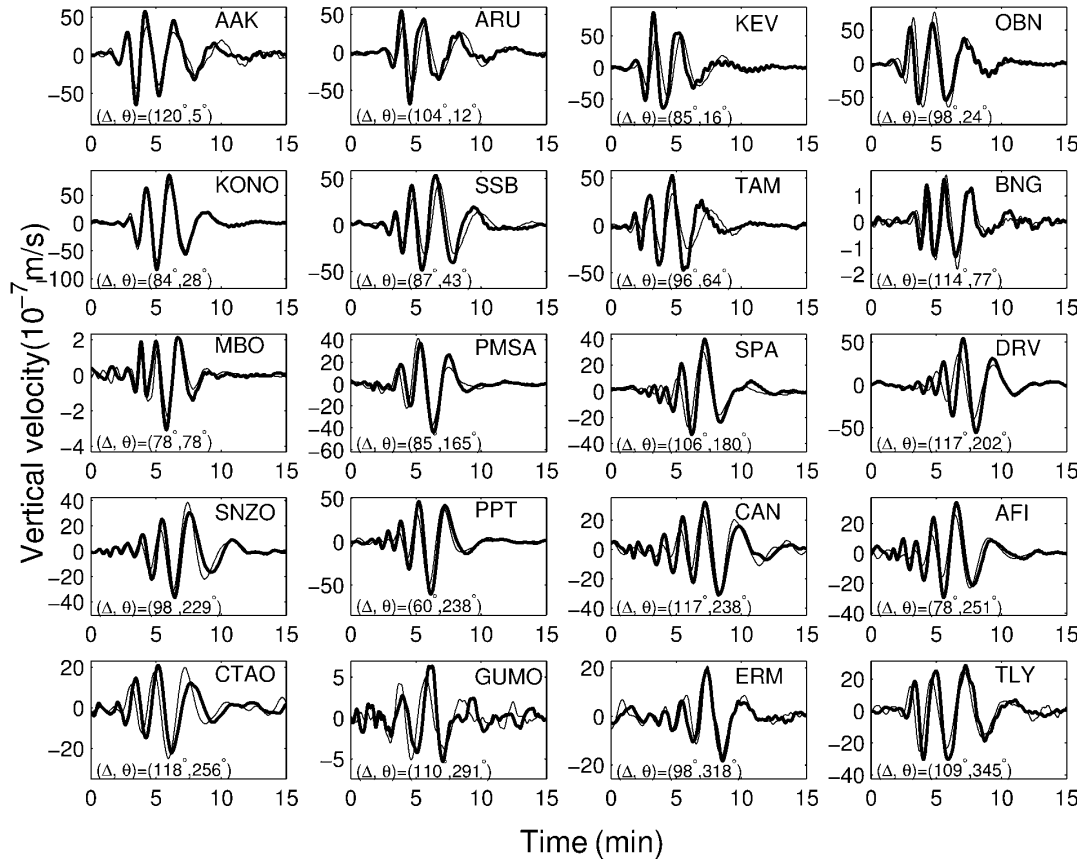 Vertical velocity(10⁻⁷m/s)
AAK
50
0
−50
(Δ, θ)=(120°,5°)
0 5 10 15
ARU
50
0
−50
(Δ, θ)=(104°,12°)
0 5 10 15
KEV
50
0
−50
(Δ, θ)=(85°,16°)
0 5 10 15
OBN
50
0
−50
(Δ, θ)=(98°,24°)
0 5 10 15
KONO
50
0
−50
−100
(Δ, θ)=(84°,28°)
0 5 10 15
SSB
50
0
−50
(Δ, θ)=(87°,43°)
0 5 10 15
TAM
50
0
−50
(Δ, θ)=(96°,64°)
0 5 10 15
BNG
1
0
−1
−2
(Δ, θ)=(114°,77°)
0 5 10 15
MBO
2
0
−2
−4
(Δ, θ)=(78°,78°)
0 5 10 15
PMSA
40
20
0
−20
−40
−60
(Δ, θ)=(85°,165°)
0 5 10 15
SPA
40
20
0
−20
−40
(Δ, θ)=(106°,180°)
0 5 10 15
DRV
50
0
−50
(Δ, θ)=(117°,202°)
0 5 10 15
SNZO
40
20
0
−20
−40
(Δ, θ)=(98°,229°)
0 5 10 15
PPT
50
0
−50
(Δ, θ)=(60°,238°)
0 5 10 15
CAN
20
0
−20
−40
(Δ, θ)=(117°,238°)
0 5 10 15
AFI
20
0
−20
−40
(Δ, θ)=(78°,251°)
0 5 10 15
CTAO
20
0
−20
(Δ, θ)=(118°,256°)
0 5 10 15
GUMO
5
0
5
(Δ, θ)=(110°,291°)
0 5 10 15
ERM
20
0
−20
(Δ, θ)=(98°,318°)
0 5 10 15
TLY
20
0
−20
−40
(Δ, θ)=(109°,345°)
0 5 10 15
Time (min)